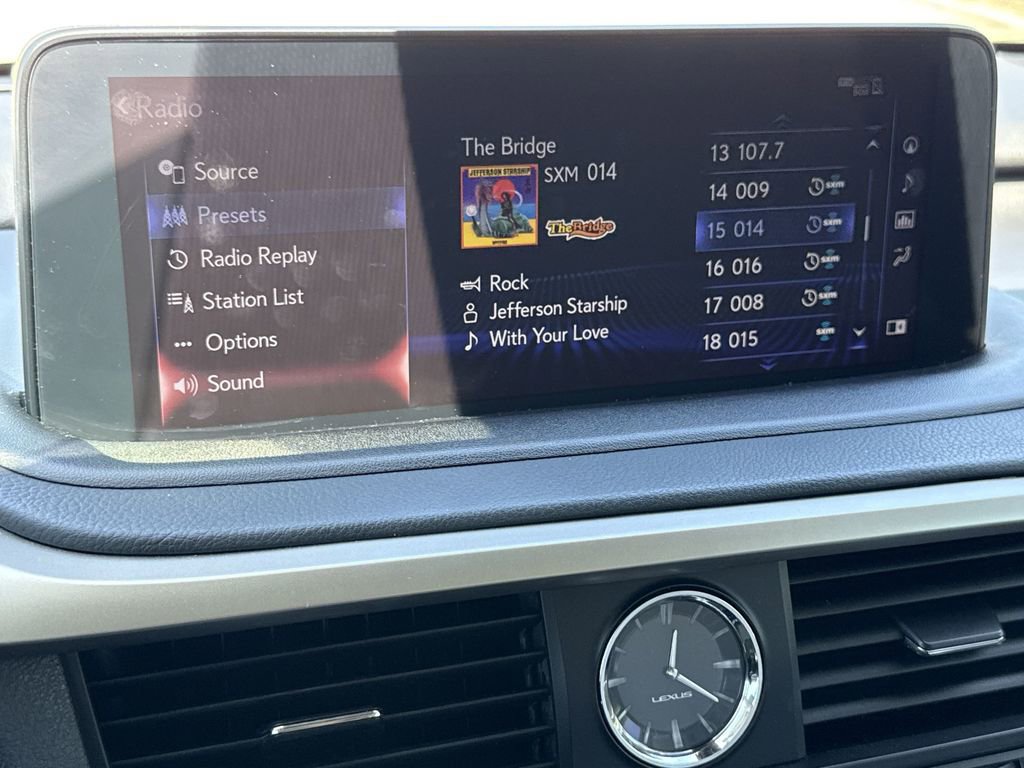 Radio
Source
Presets
Radio Replay
Station List
Options
Sound
The Bridge
SXM 014
JEFFERSON STARSHIP
SPITFIRE
The Bridge
Rock
Jefferson Starship
With Your Love
13 107.7
14 009 sxm
15 014 sxm
16 016 sxm
17 008 sxm
18 015 sxm
LEXUS